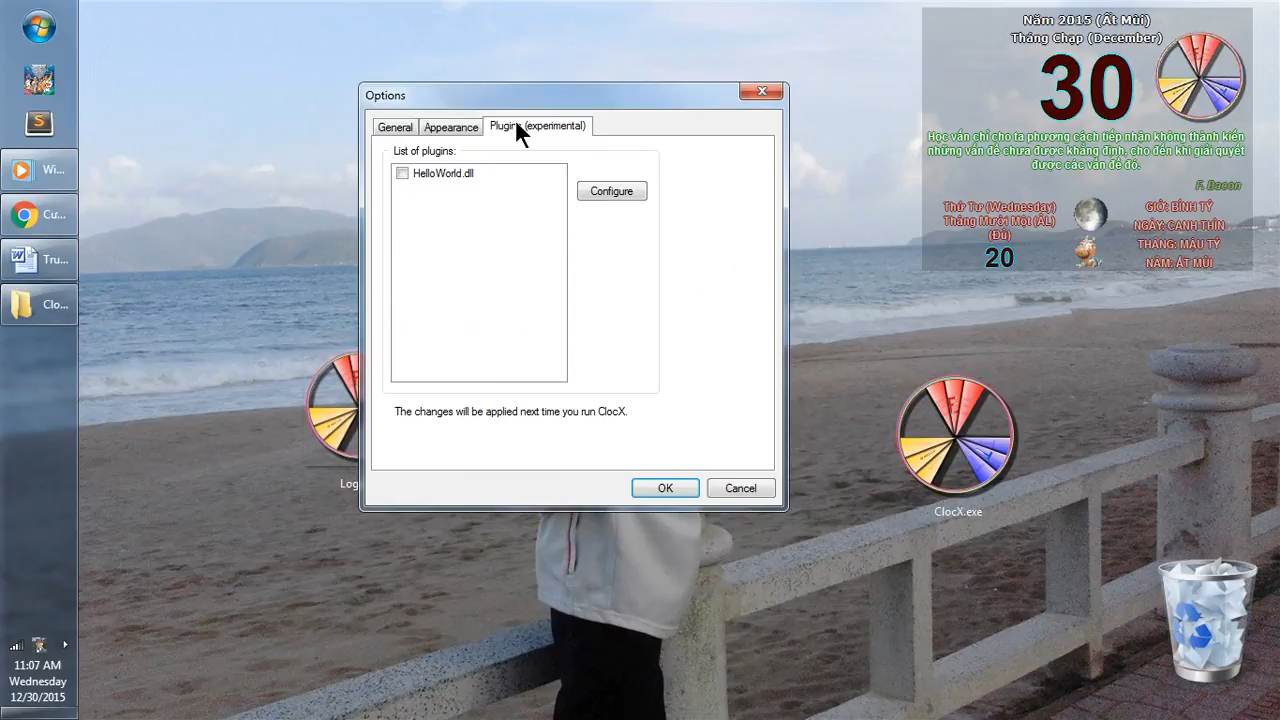 Năm 2015 (Ất Mùi)
Tháng Chạp (December)
30
Học vấn chỉ cho ta phương cách tiếp nhận không thành kiến
những vấn đề chưa được khẳng định, cho đến khi giải quyết
được các vấn đề đó.
F. Bacon
Thứ Tư (Wednesday)
Tháng Mười Một (ÂL)
(Đủ)
20
GIỜ: BÍNH TÝ
NGÀY: CANH THÌN
THÁNG: MẬU TÝ
NĂM: ẤT MÙI
Options
General
Appearance
Plugins (experimental)
List of plugins:
HelloWorld.dll
Configure
The changes will be applied next time you run ClocX.
OK
Cancel
Wi...
Cư...
Tru...
Clo...
Log
ClocX.exe
11:07 AM
Wednesday
12/30/2015